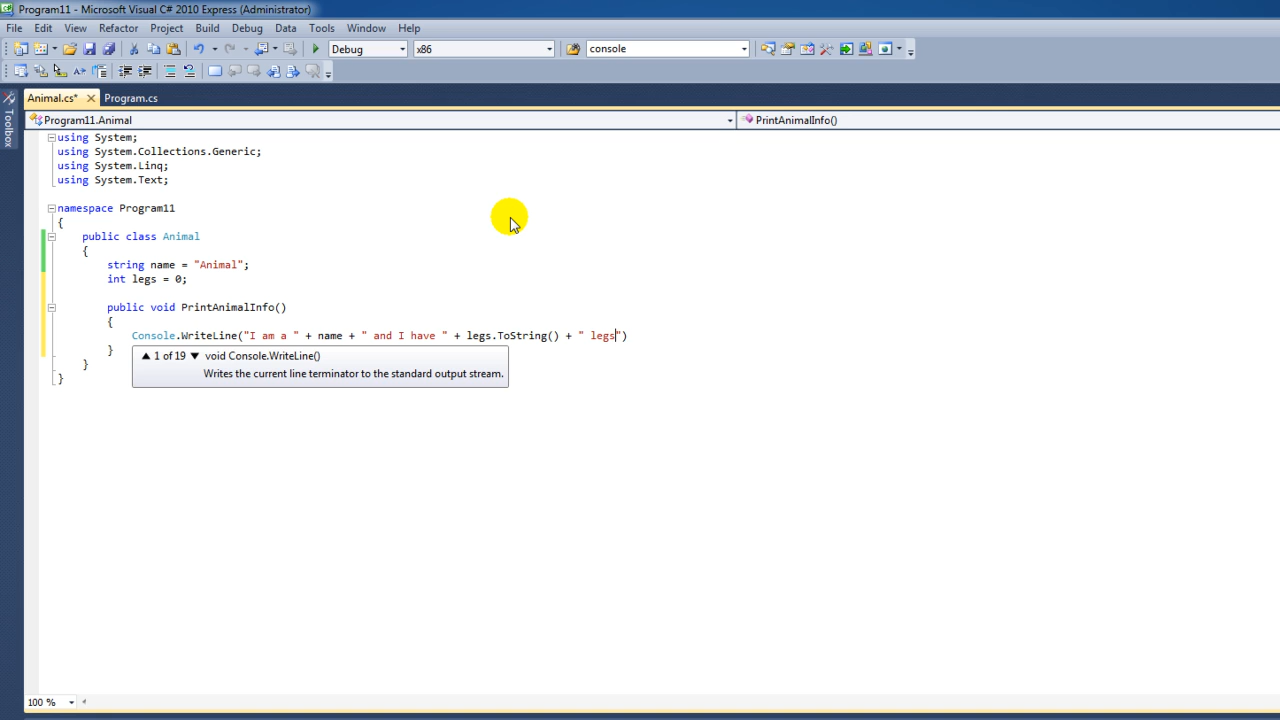 Program11 - Microsoft Visual C# 2010 Express (Administrator)
File Edit View Refactor Project Build Debug Data Tools Window Help
Debug x86 console
Animal.cs* Program.cs
Toolbox
Program11.Animal PrintAnimalInfo()
using System;
using System.Collections.Generic;
using System.Linq;
using System.Text;
namespace Program11
{
public class Animal
{
string name = "Animal";
int legs = 0;
public void PrintAnimalInfo()
{
Console.WriteLine("I am a " + name + " and I have " + legs.ToString() + " legs")
}
1 of 19 void Console.WriteLine()
Writes the current line terminator to the standard output stream.
}
}
100 %